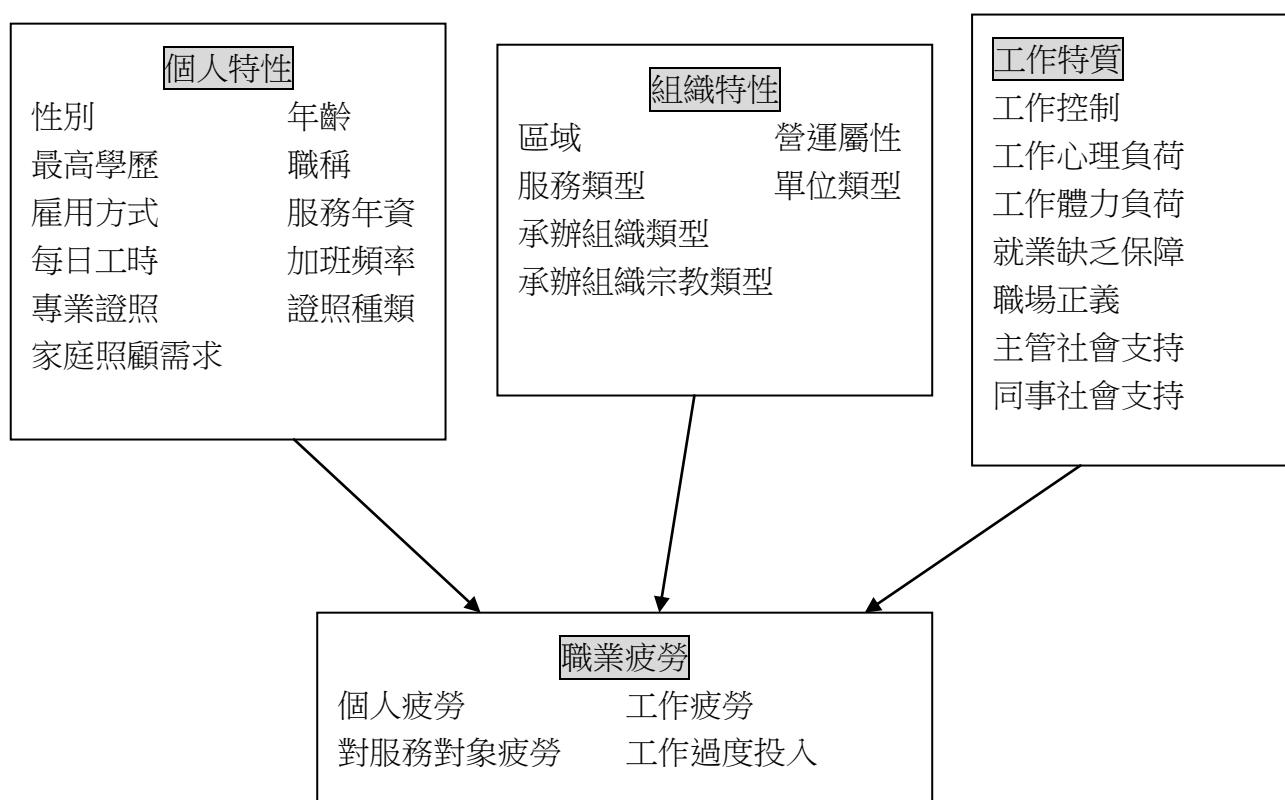 個人特性
性別 年齡
最高學歷 職稱
雇用方式 服務年資
每日工時 加班頻率
專業證照 證照種類
家庭照顧需求
組織特性
區域 營運屬性
服務類型 單位類型
承辦組織類型
承辦組織宗教類型
工作特質
工作控制
工作心理負荷
工作體力負荷
就業缺乏保障
職場正義
主管社會支持
同事社會支持
職業疲勞
個人疲勞 工作疲勞
對服務對象疲勞 工作過度投入